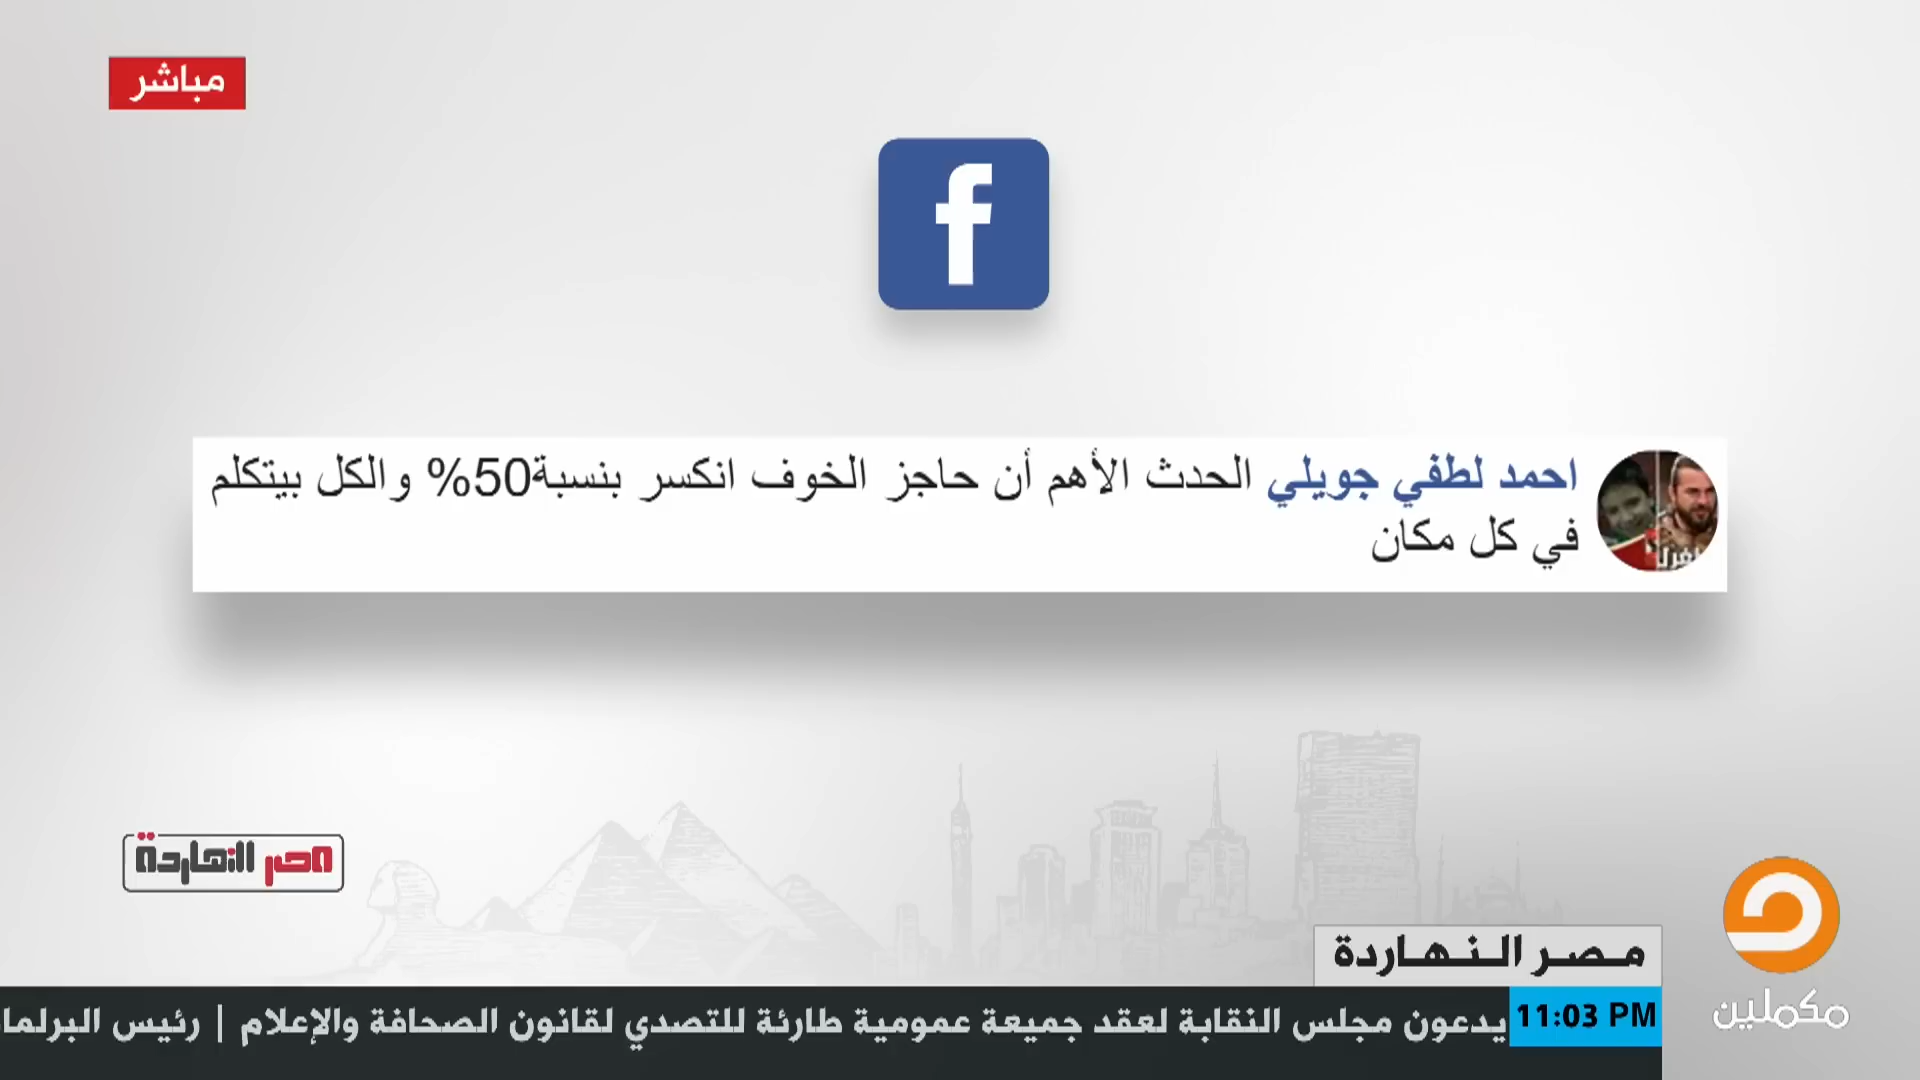 مباشر
احمد لطفي جويلي الحدث الأهم أن حاجز الخوف انكسر بنسبة50% والكل بيتكلم
في كل مكان
مصر النهاردة
مصر النهاردة
11:03 PM
يدعون مجلس النقابة لعقد جميعة عمومية طارئة للتصدي لقانون الصحافة والإعلام | رئيس البرلما
مكملين